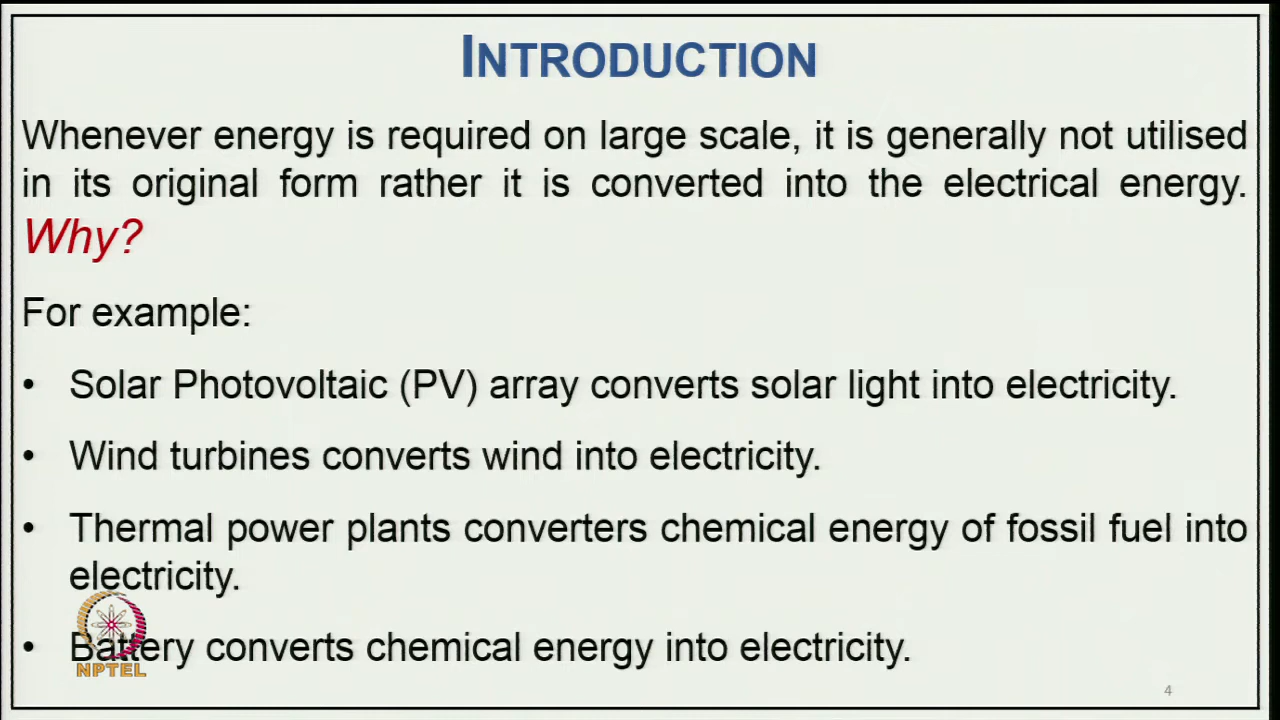 INTRODUCTION
Whenever energy is required on large scale, it is generally not utilised
in its original form rather it is converted into the electrical energy.
Why?
For example:
• Solar Photovoltaic (PV) array converts solar light into electricity.
• Wind turbines converts wind into electricity.
• Thermal power plants converters chemical energy of fossil fuel into
electricity.
• Battery converts chemical energy into electricity.
NPTEL
4